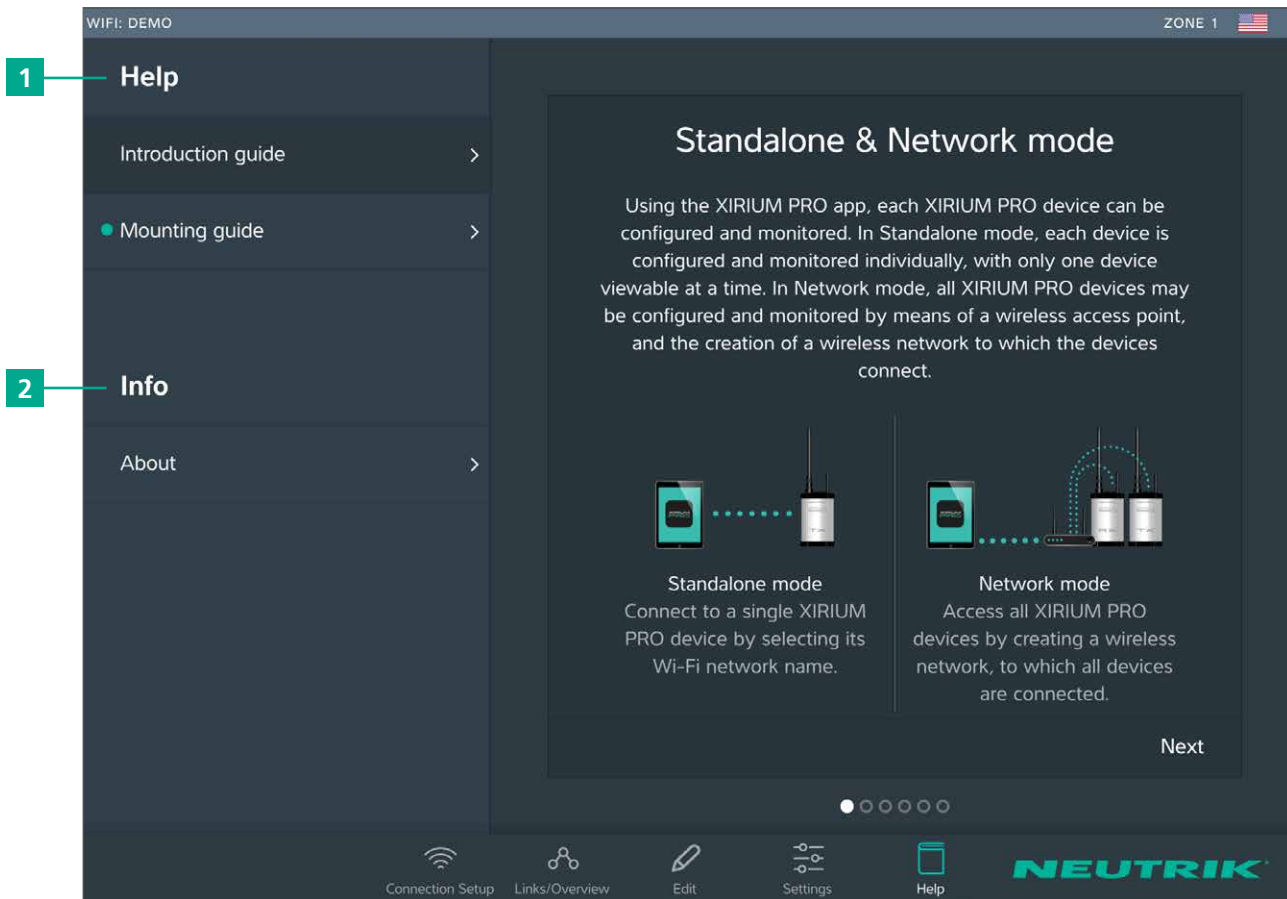 WIFI: DEMO
ZONE 1
1
Help
Introduction guide
Mounting guide
2
Info
About
Standalone & Network mode
Using the XIRIUM PRO app, each XIRIUM PRO device can be
configured and monitored. In Standalone mode, each device is
configured and monitored individually, with only one device
viewable at a time. In Network mode, all XIRIUM PRO devices may
be configured and monitored by means of a wireless access point,
and the creation of a wireless network to which the devices
connect.
Standalone mode
Connect to a single XIRIUM
PRO device by selecting its
Wi-Fi network name.
Network mode
Access all XIRIUM PRO
devices by creating a wireless
network, to which all devices
are connected.
Next
Connection Setup
Links/Overview
Edit
Settings
Help
NEUTRIK